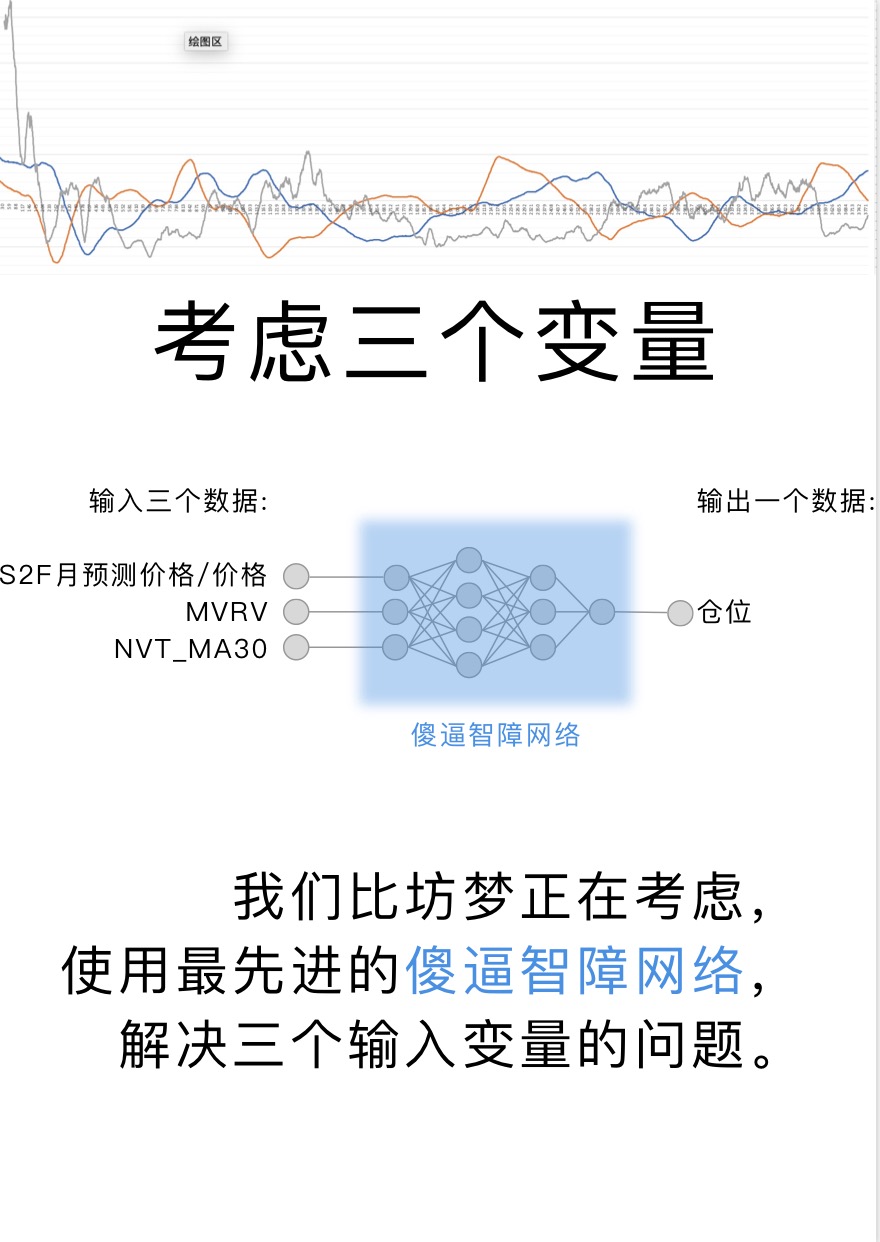 绘图区
考虑三个变量
输入三个数据:
输出一个数据:
S2F月预测价格/价格
MVRV
NVT_MA30
仓位
傻逼智障网络
我们比坊梦正在考虑，
使用最先进的傻逼智障网络，
解决三个输入变量的问题。